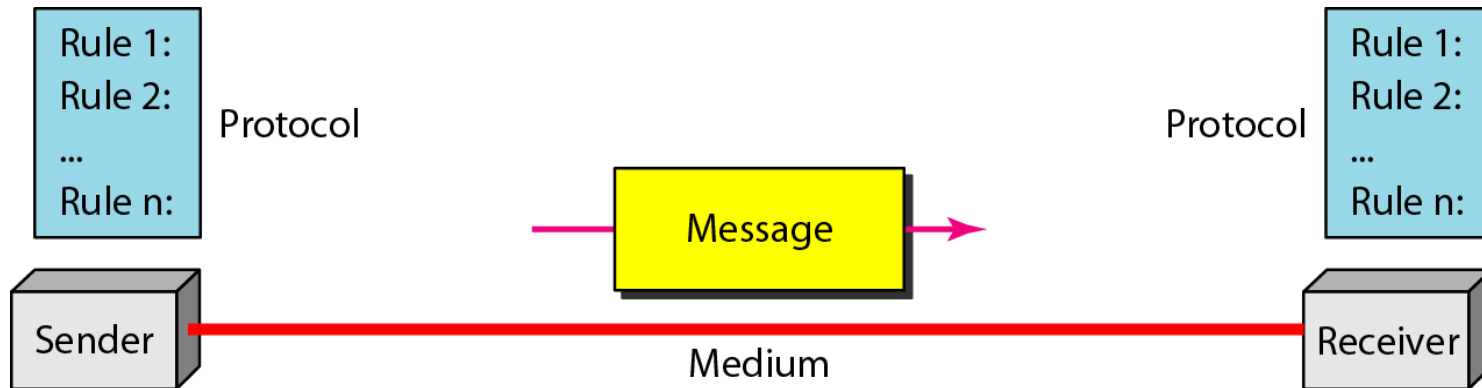 Rule 1:
Rule 2:
...
Rule n:
Protocol
Protocol
Rule 1:
Rule 2:
...
Rule n:
Message
Sender
Medium
Receiver